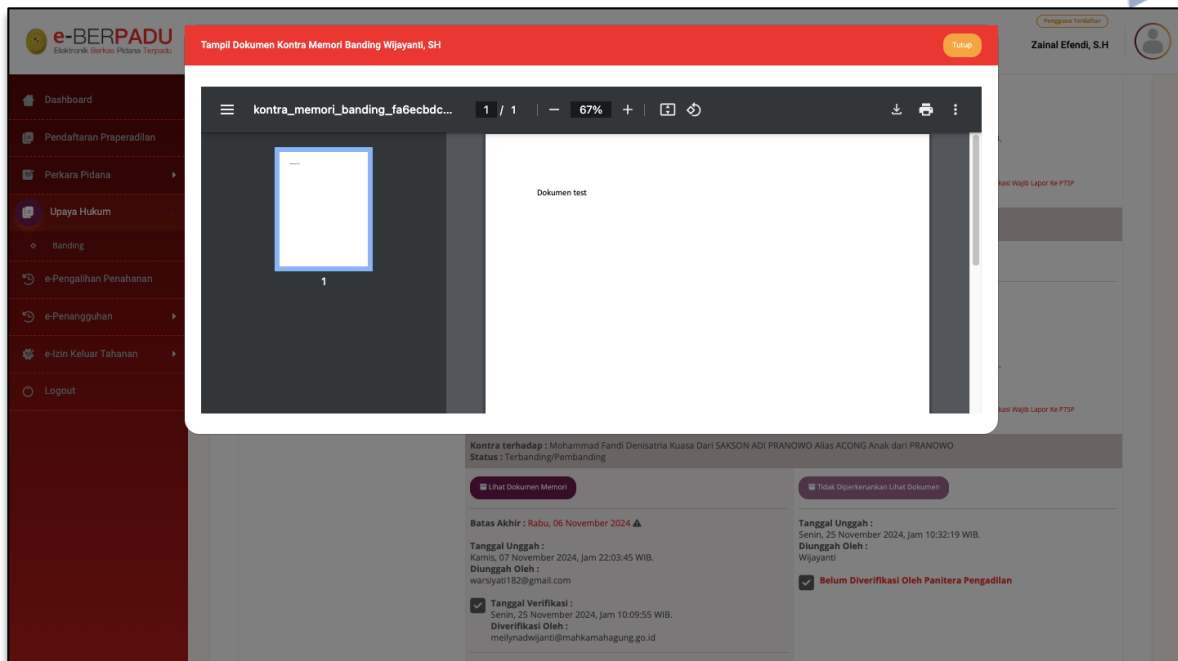 e-BERPADU
Elektronik Berkas Pidana Terpadu
Tampil Dokumen Kontra Memori Banding Wijayanti, SH
Tutup
Pengguna Terdaftar
Zainal Efendi, S.H
Dashboard
Pendaftaran Praperadilan
Perkara Pidana
Upaya Hukum
Banding
e-Pengalihan Penahanan
e-Penangguhan
e-Izin Keluar Tahanan
Logout
kontra_memori_banding_fa6ecbdc...
1 / 1
67%
Dokumen test
1
kasi Wajib Lapor Ke PTSP
kasi Wajib Lapor Ke PTSP
Kontra terhadap : Mohammad Fandi Denisatria Kuasa Dari SAKSON ADI PRANOWO Alias ACONG Anak dari PRANOWO
Status : Terbanding/Pembanding
Lihat Dokumen Memori
Batas Akhir : Rabu, 06 November 2024
Tanggal Unggah :
Kamis, 07 November 2024, Jam 22:03:45 WIB.
Diunggah Oleh :
warsiyati182@gmail.com
Tanggal Verifikasi :
Senin, 25 November 2024, Jam 10:09:55 WIB.
Diverifikasi Oleh :
meilynadwijanti@mahkamahagung.go.id
Tidak Diperkenankan Lihat Dokumen
Tanggal Unggah :
Senin, 25 November 2024, Jam 10:32:19 WIB.
Diunggah Oleh :
Wijayanti
Belum Diverifikasi Oleh Panitera Pengadilan